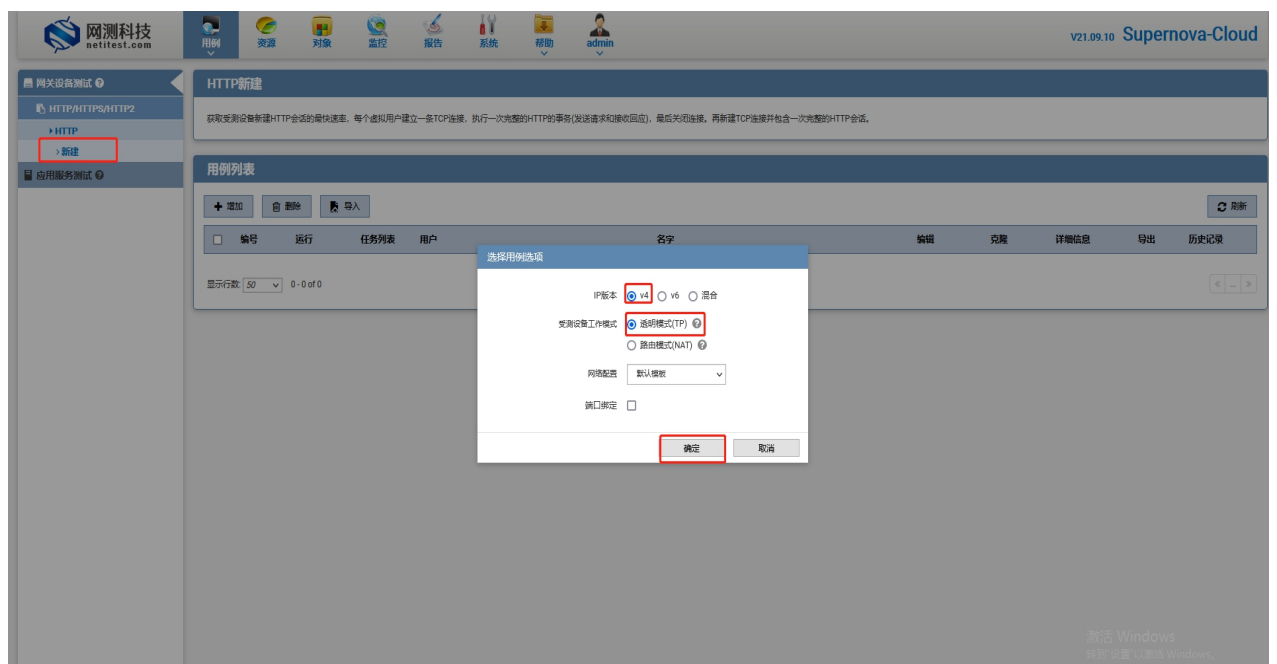 网测科技
netitest.com
用例
资源
对象
监控
报告
系统
帮助
admin
V21.09.10 Supernova-Cloud
网关设备测试
HTTP/HTTPS/HTTP2
HTTP
新建
应用服务测试
HTTP新建
获取受测设备新建HTTP会话的最快速率。每个虚拟用户建立一条TCP连接，执行一次完整的HTTP的事务(发送请求和接收回应)，最后关闭连接。再新建TCP连接并包含一次完整的HTTP会话。
用例列表
增加 删除 导入 刷新
编号 运行 任务列表 用户 名字 编辑 克隆 详细信息 导出 历史记录
显示行数: 50 0 - 0 of 0 « ... »
选择用例选项
IP版本 v4 v6 混合
受测设备工作模式 透明模式(TP)
路由模式(NAT)
网络配置 默认模板
端口绑定
确定 取消
激活 Windows
转到"设置"以激活 Windows。